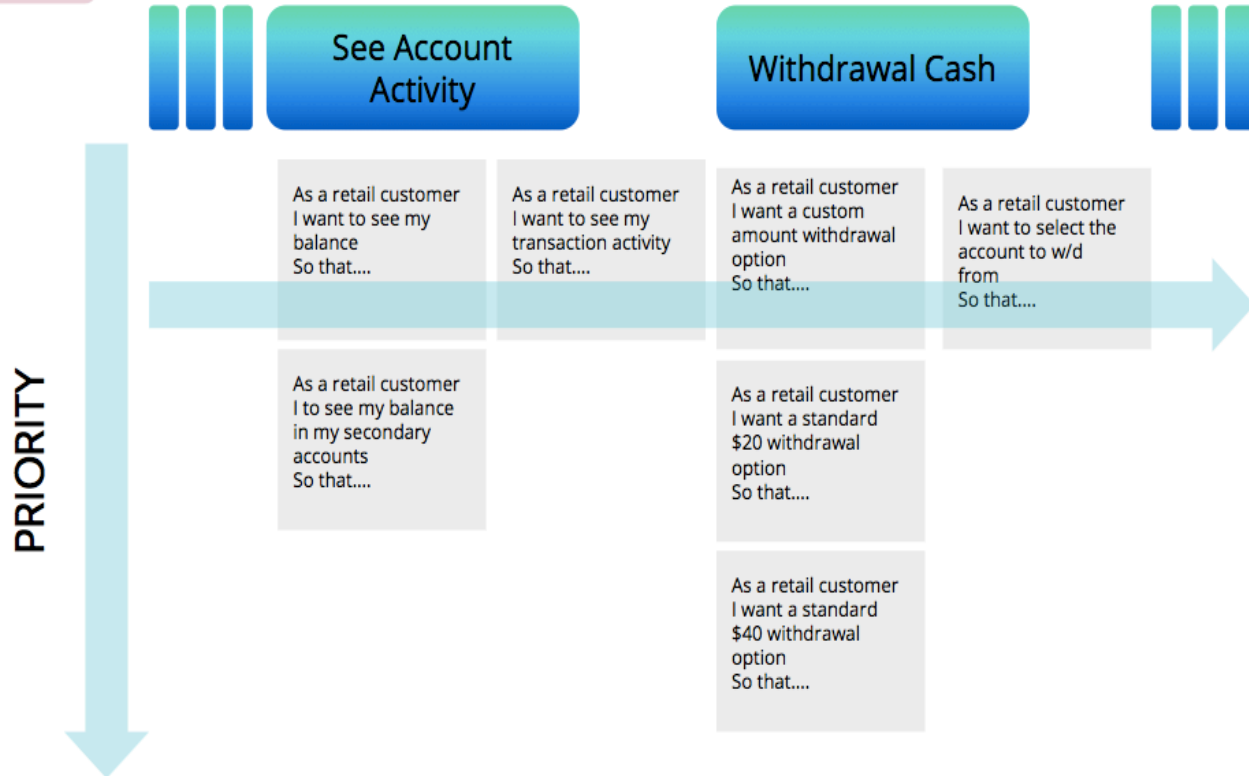 See Account
Activity
Withdrawal Cash
PRIORITY
As a retail customer
I want to see my
balance
So that....
As a retail customer
I want to see my
transaction activity
So that....
As a retail customer
I want a custom
amount withdrawal
option
So that....
As a retail customer
I want to select the
account to w/d
from
So that....
As a retail customer
I to see my balance
in my secondary
accounts
So that....
As a retail customer
I want a standard
$20 withdrawal
option
So that....
As a retail customer
I want a standard
$40 withdrawal
option
So that....